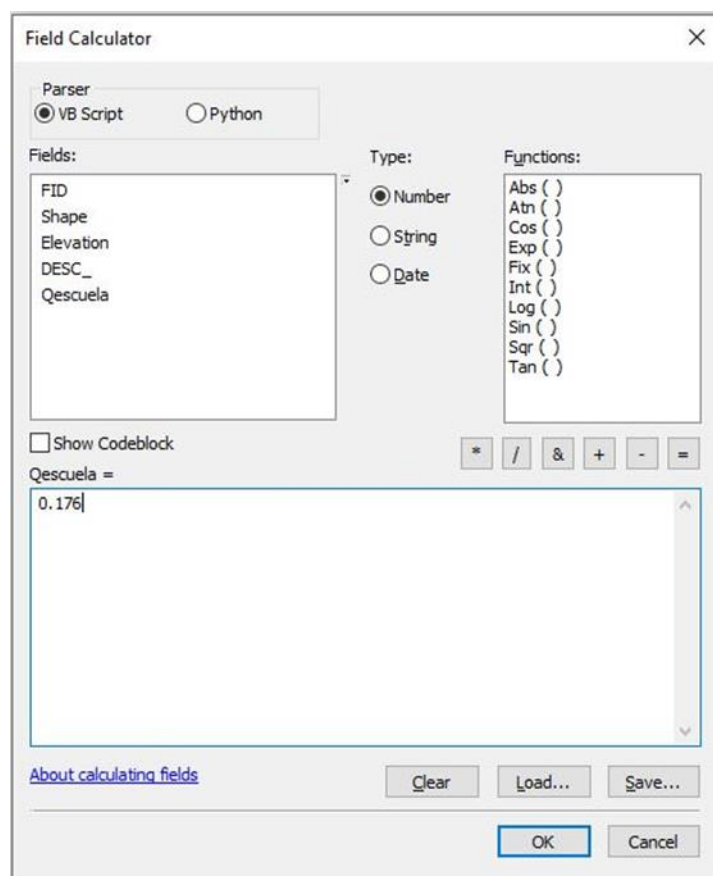 Field Calculator
Parser
VB Script Python
Fields: Type: Functions:
FID
Shape
Elevation
DESC_
Qescuela
Number
String
Date
Abs ( )
Atn ( )
Cos ( )
Exp ( )
Fix ( )
Int ( )
Log ( )
Sin ( )
Sqr ( )
Tan ( )
Show Codeblock
* / & + - =
Qescuela =
0.176
About calculating fields Clear Load... Save...
OK Cancel